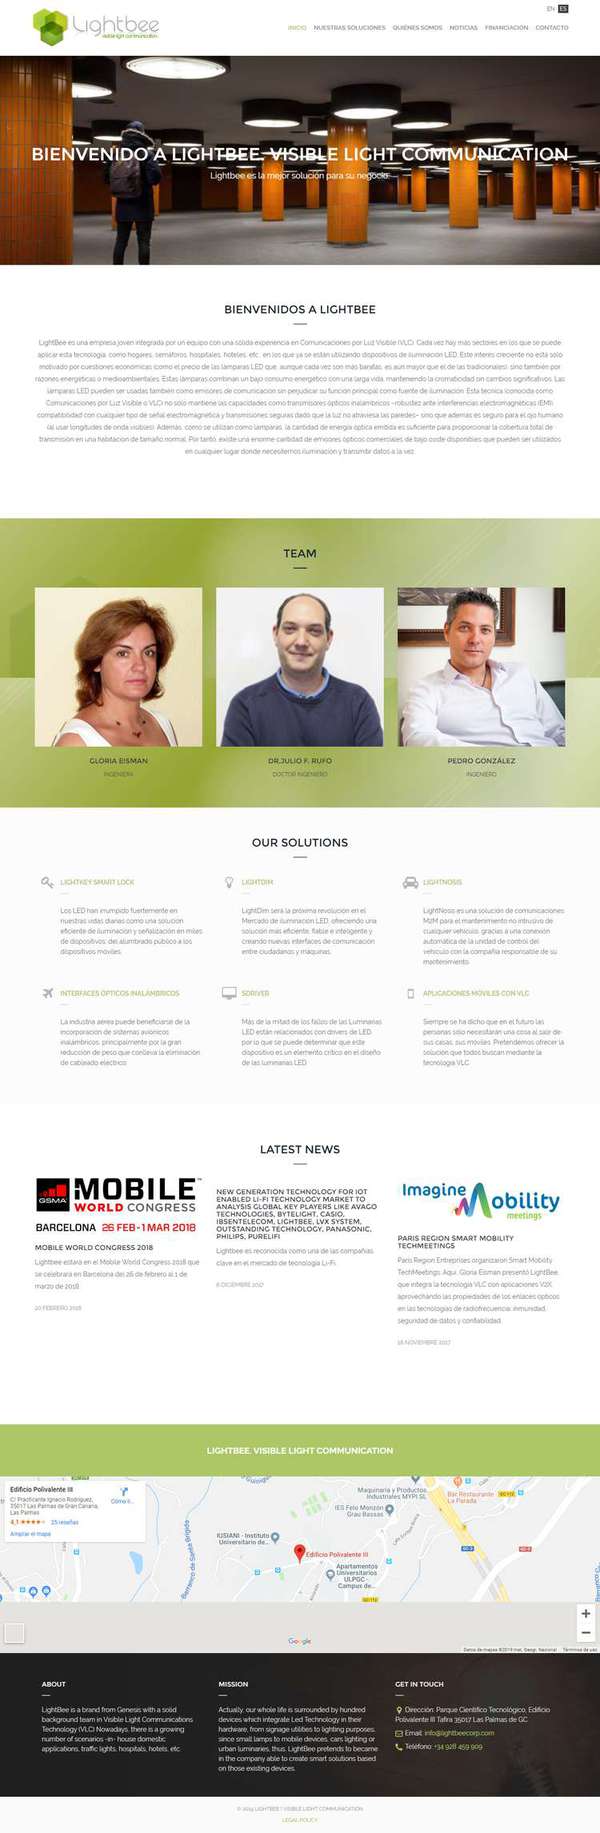 Lightbee
visible light communication
EN ES
INICIO NUESTRAS SOLUCIONES QUIÉNES SOMOS NOTICIAS FINANCIACIÓN CONTACTO
BIENVENIDO A LIGHTBEE. VISIBLE LIGHT COMMUNICATION
Lightbee es la mejor solución para su negocio.
BIENVENIDOS A LIGHTBEE
LightBee es una empresa joven integrada por un equipo con una sólida experiencia en Comunicaciones por Luz Visible (VLC). Cada vez hay más sectores en los que se puede
aplicar esta tecnología, como hogares, semáforos, hospitales, hoteles, etc., en los que ya se están utilizando dispositivos de iluminación LED. Este interés creciente no está solo
motivado por cuestiones económicas (como el precio de las lámparas LED que, aunque cada vez son más baratas, es aún mayor que el de las tradicionales), sino también por
razones energéticas o medioambientales. Estas lámparas combinan un bajo consumo energético con una larga vida, manteniendo la cromaticidad sin cambios significativos. Las
lámparas LED pueden ser usadas también como emisores de comunicación sin perjudicar su función principal como fuente de iluminación. Esta técnica (conocida como
Comunicaciones por Luz Visible o VLC) no sólo mantiene las capacidades como transmisores ópticos inalámbricos –robustez ante interferencias electromagnéticas (EMI),
compatibilidad con cualquier tipo de señal electromagnética y transmisiones seguras dado que la luz no atraviesa las paredes– sino que además es seguro para el ojo humano
(al usar longitudes de onda visibles). Además, como se utilizan como lámparas, la cantidad de energía óptica emitida es suficiente para proporcionar la cobertura total de
transmisión en una habitación de tamaño normal. Por tanto, existe una enorme cantidad de emisores ópticos comerciales de bajo coste disponibles que pueden ser utilizados
en cualquier lugar donde necesitemos iluminación y transmitir datos a la vez.
TEAM
GLORIA EISMAN
INGENIERA
DR.JULIO F. RUFO
DOCTOR INGENIERO
PEDRO GONZÁLEZ
INGENIERO
OUR SOLUTIONS
LIGHTKEY SMART LOCK
Los LED han irrumpido fuertemente en
nuestras vidas diarias como una solución
eficiente de iluminación y señalización en miles
de dispositivos: del alumbrado público a los
dispositivos móviles.
LIGHTDIM
LightDim será la próxima revolución en el
Mercado de iluminación LED, ofreciendo una
solución más eficiente, fiable e inteligente y
creando nuevas interfaces de comunicación
entre ciudadanos y máquinas.
LIGHTNOSIS
LightNosis es una solución de comunicaciones
M2M para el mantenimiento no intrusivo de
cualquier vehículo, gracias a una conexión
automática de la unidad de control del
vehículo con la compañía responsable de su
mantenimiento.
INTERFACES ÓPTICOS INALÁMBRICOS
La industria aérea puede beneficiarse de la
incorporación de sistemas aviónicos
inalámbricos, principalmente por la gran
reducción de peso que conlleva la eliminación
de cableado eléctrico.
SDRIVER
Más de la mitad de los fallos de las Luminarias
LED están relacionados con drivers de LED,
por lo que se puede determinar que este
dispositivo es un elemento crítico en el diseño
de las luminarias LED.
APLICACIONES MÓVILES CON VLC
Siempre se ha dicho que en el futuro las
personas sólo necesitarán una cosa al salir de
sus casas, sus móviles. Pretendemos ofrecer la
solución que todos buscan mediante la
tecnología VLC.
LATEST NEWS
GSMA
MOBILE
WORLD CONGRESS
BARCELONA 26 FEB-1 MAR 2018
MOBILE WORLD CONGRESS 2018
Lightbee estará en el Mobile World Congress 2018 que
se celebrará en Barcelona del 26 de febrero al 1 de
marzo de 2018
20 FEBRERO 2018
NEW GENERATION TECHNOLOGY FOR IOT
ENABLED LI-FI TECHNOLOGY MARKET TO
ANALYSIS GLOBAL KEY PLAYERS LIKE AVAGO
TECHNOLOGIES, BYTELIGHT, CASIO,
IBSENTELECOM, LIGHTBEE, LVX SYSTEM,
OUTSTANDING TECHNOLOGY, PANASONIC,
PHILIPS, PURELIFI
Lightbee es reconocida como una de las compañías
clave en el mercado de tecnología Li-Fi.
6 DICIEMBRE 2017
Imagine Mobility
meetings
PARIS REGION SMART MOBILITY
TECHMEETINGS
Paris Region Entreprises organizaron Smart Mobility
TechMeetings. Aquí, Gloria Eisman presentó LightBee,
que integra la tecnología VLC con aplicaciones V2X,
aprovechando las propiedades de los enlaces ópticos
en las tecnologías de radiofrecuencia: inmunidad,
seguridad de datos y confiabilidad.
16 NOVIEMBRE 2017
LIGHTBEE. VISIBLE LIGHT COMMUNICATION
Edificio Polivalente III
C/ Practicante Ignacio Rodríguez,
35017 Las Palmas de Gran Canaria,
Las Palmas
Cómo ll...
4,1 25 reseñas
Ampliar el mapa
Maquinaria y Productos
Industriales MYPI SL
Bar Restaurante
La Parada
IES Felo Monzón
Grau Bassas
IUSIANI - Instituto
Universitario de...
Edificio Polivalente III
Apartamentos
Universitarios
ULPGC -
Campus de...
Barranco de Santa Brígida
GC-3
GC-3
GC-112
GC-110
Google
Datos de mapas ©2019 Inst. Geogr. Nacional Términos de uso
ABOUT
LightBee is a brand from Genesis with a solid
background team in Visible Light Communications
Technology (VLC) Nowadays, there is a growing
number of scenarios -in- house domestic
applications, traffic lights, hospitals, hotels, etc.
MISSION
Actually, our whole life is surrounded by hundred
devices which integrate Led Technology in their
hardware, from signage utilities to lighting purposes,
since small lamps to mobile devices, cars lighting or
urban luminaries, thus, LightBee pretends to became
in the company able to create smart solutions based
on those existing devices.
GET IN TOUCH
Dirección: Parque Científico Tecnológico, Edificio
Polivalente III Tafira 35017 Las Palmas de GC
Email: info@lightbeecorp.com
Teléfono: +34 928 459 909
© 2019 LIGHTBEE | VISIBLE LIGHT COMMUNICATION
LEGAL POLICY